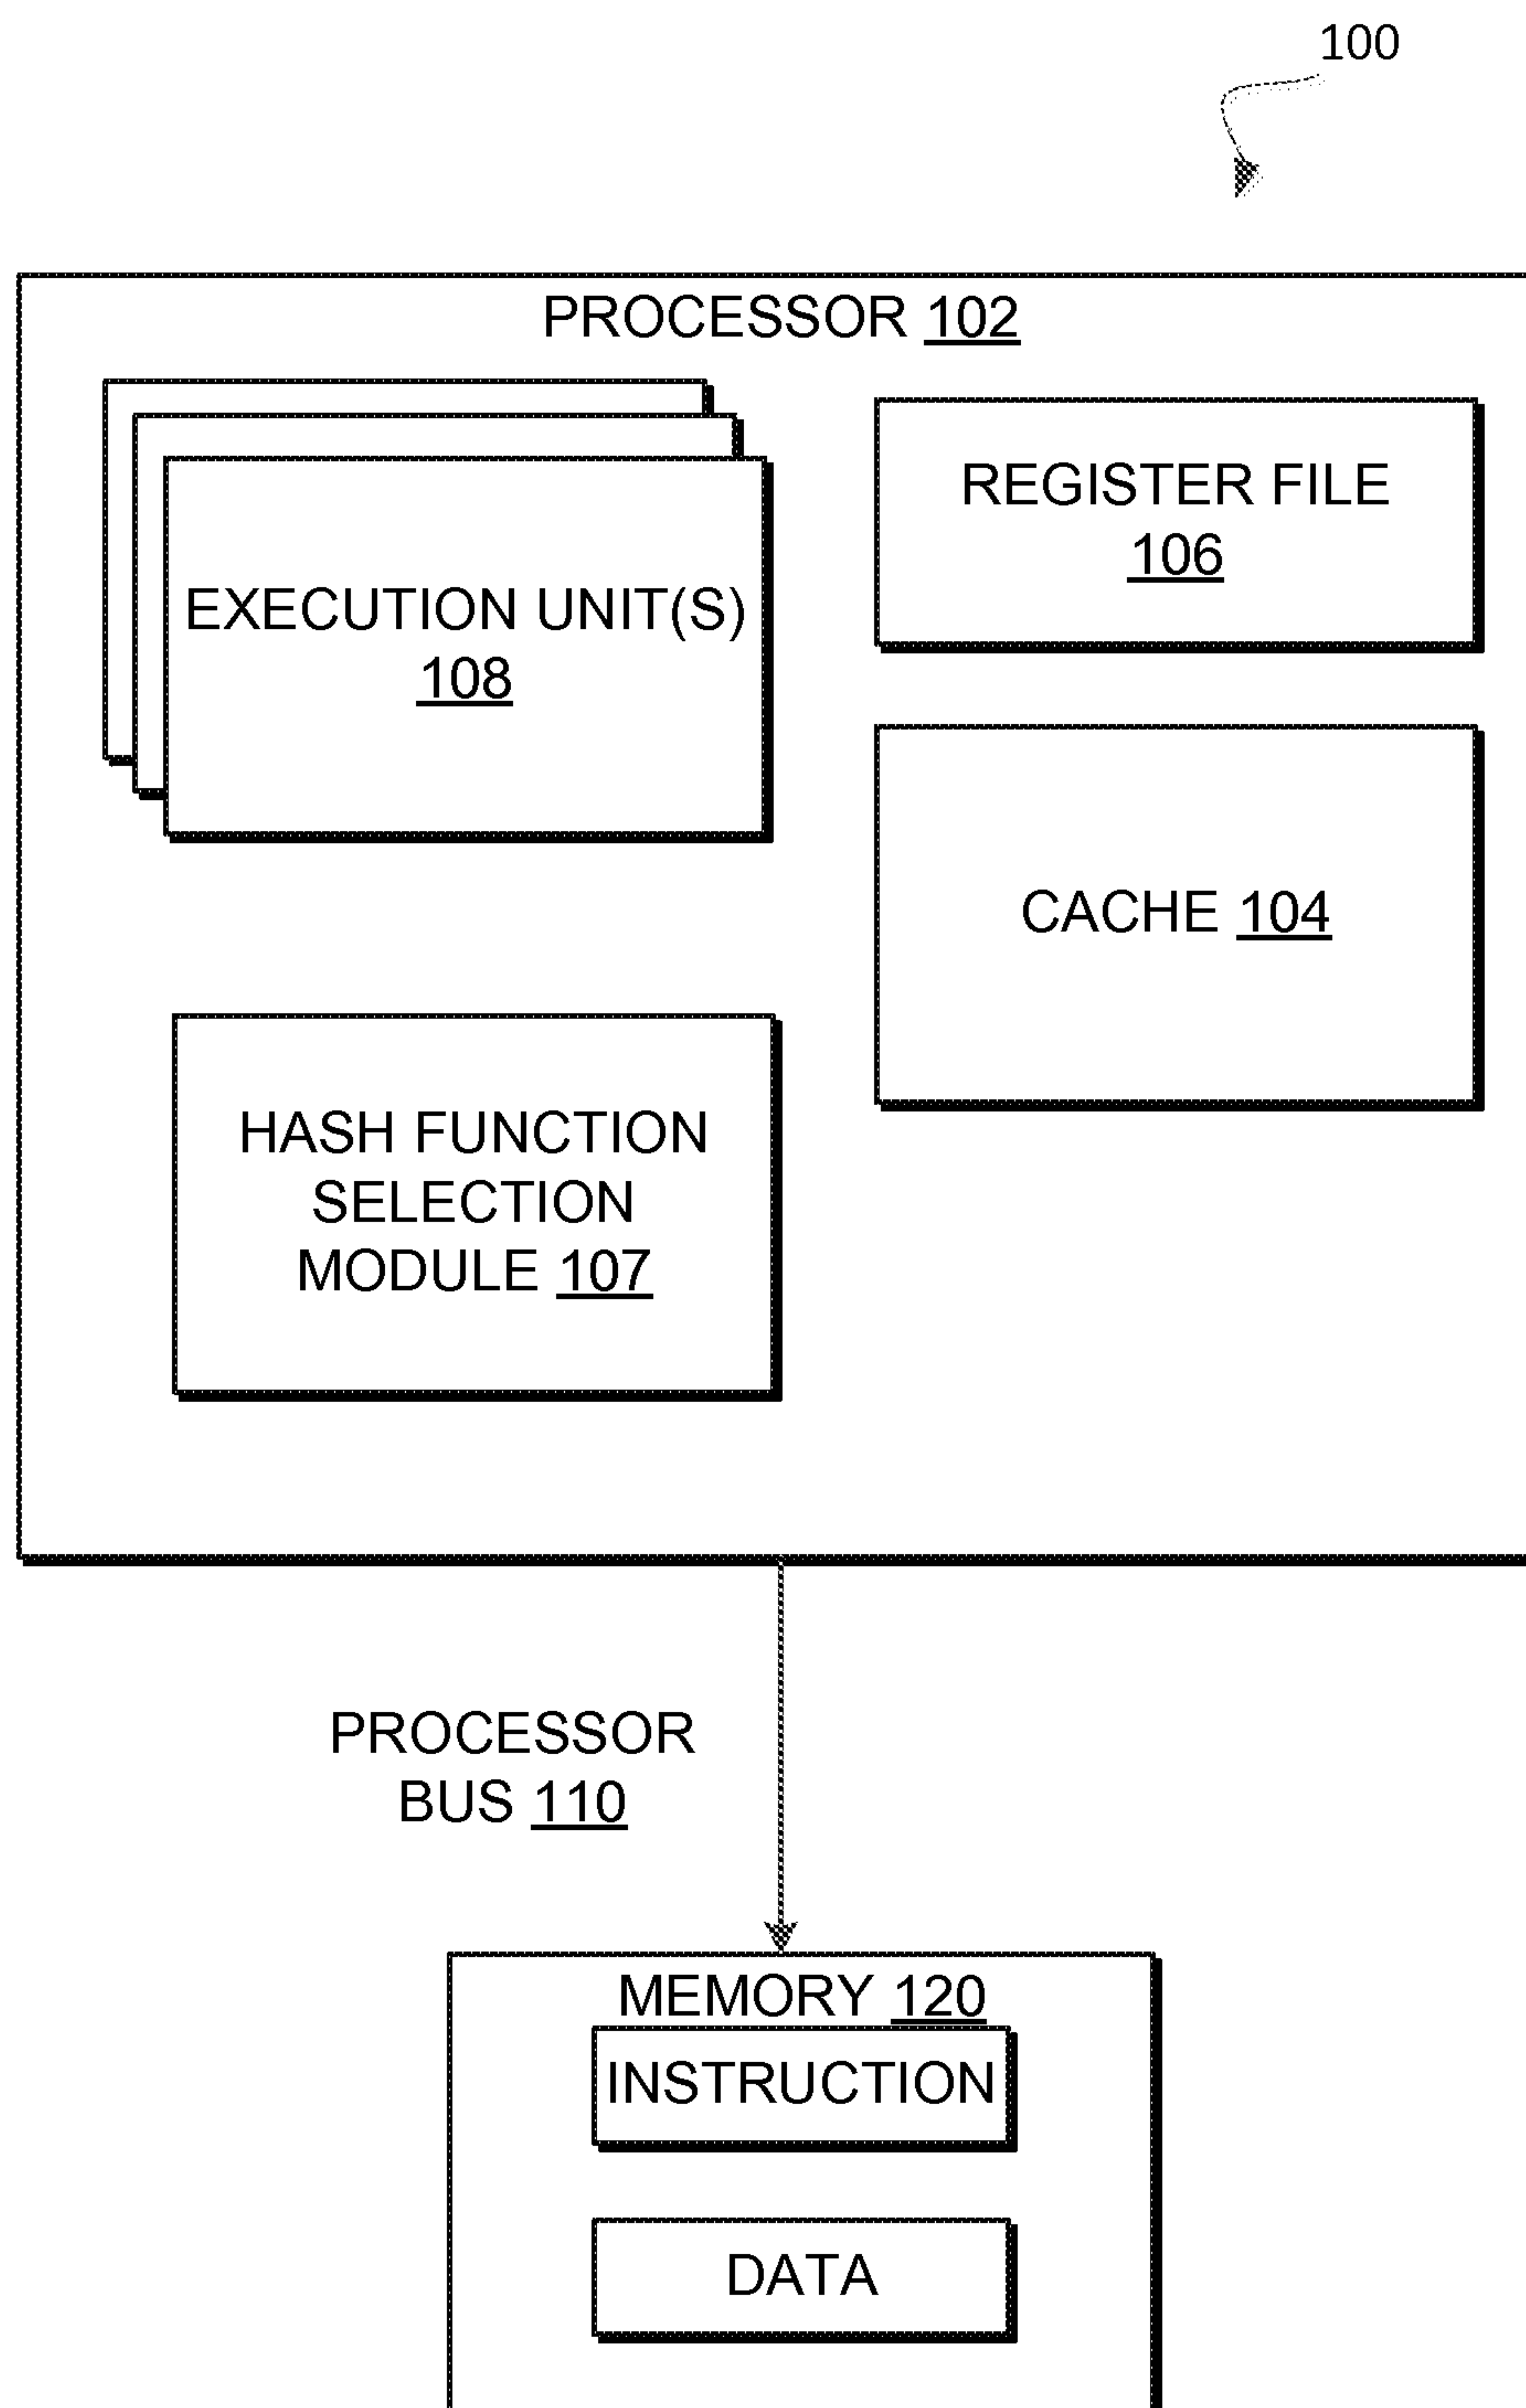 100
PROCESSOR 102
EXECUTION UNIT(S)
108
REGISTER FILE
106
CACHE 104
HASH FUNCTION
SELECTION
MODULE 107
PROCESSOR
BUS 110
MEMORY 120
INSTRUCTION
DATA